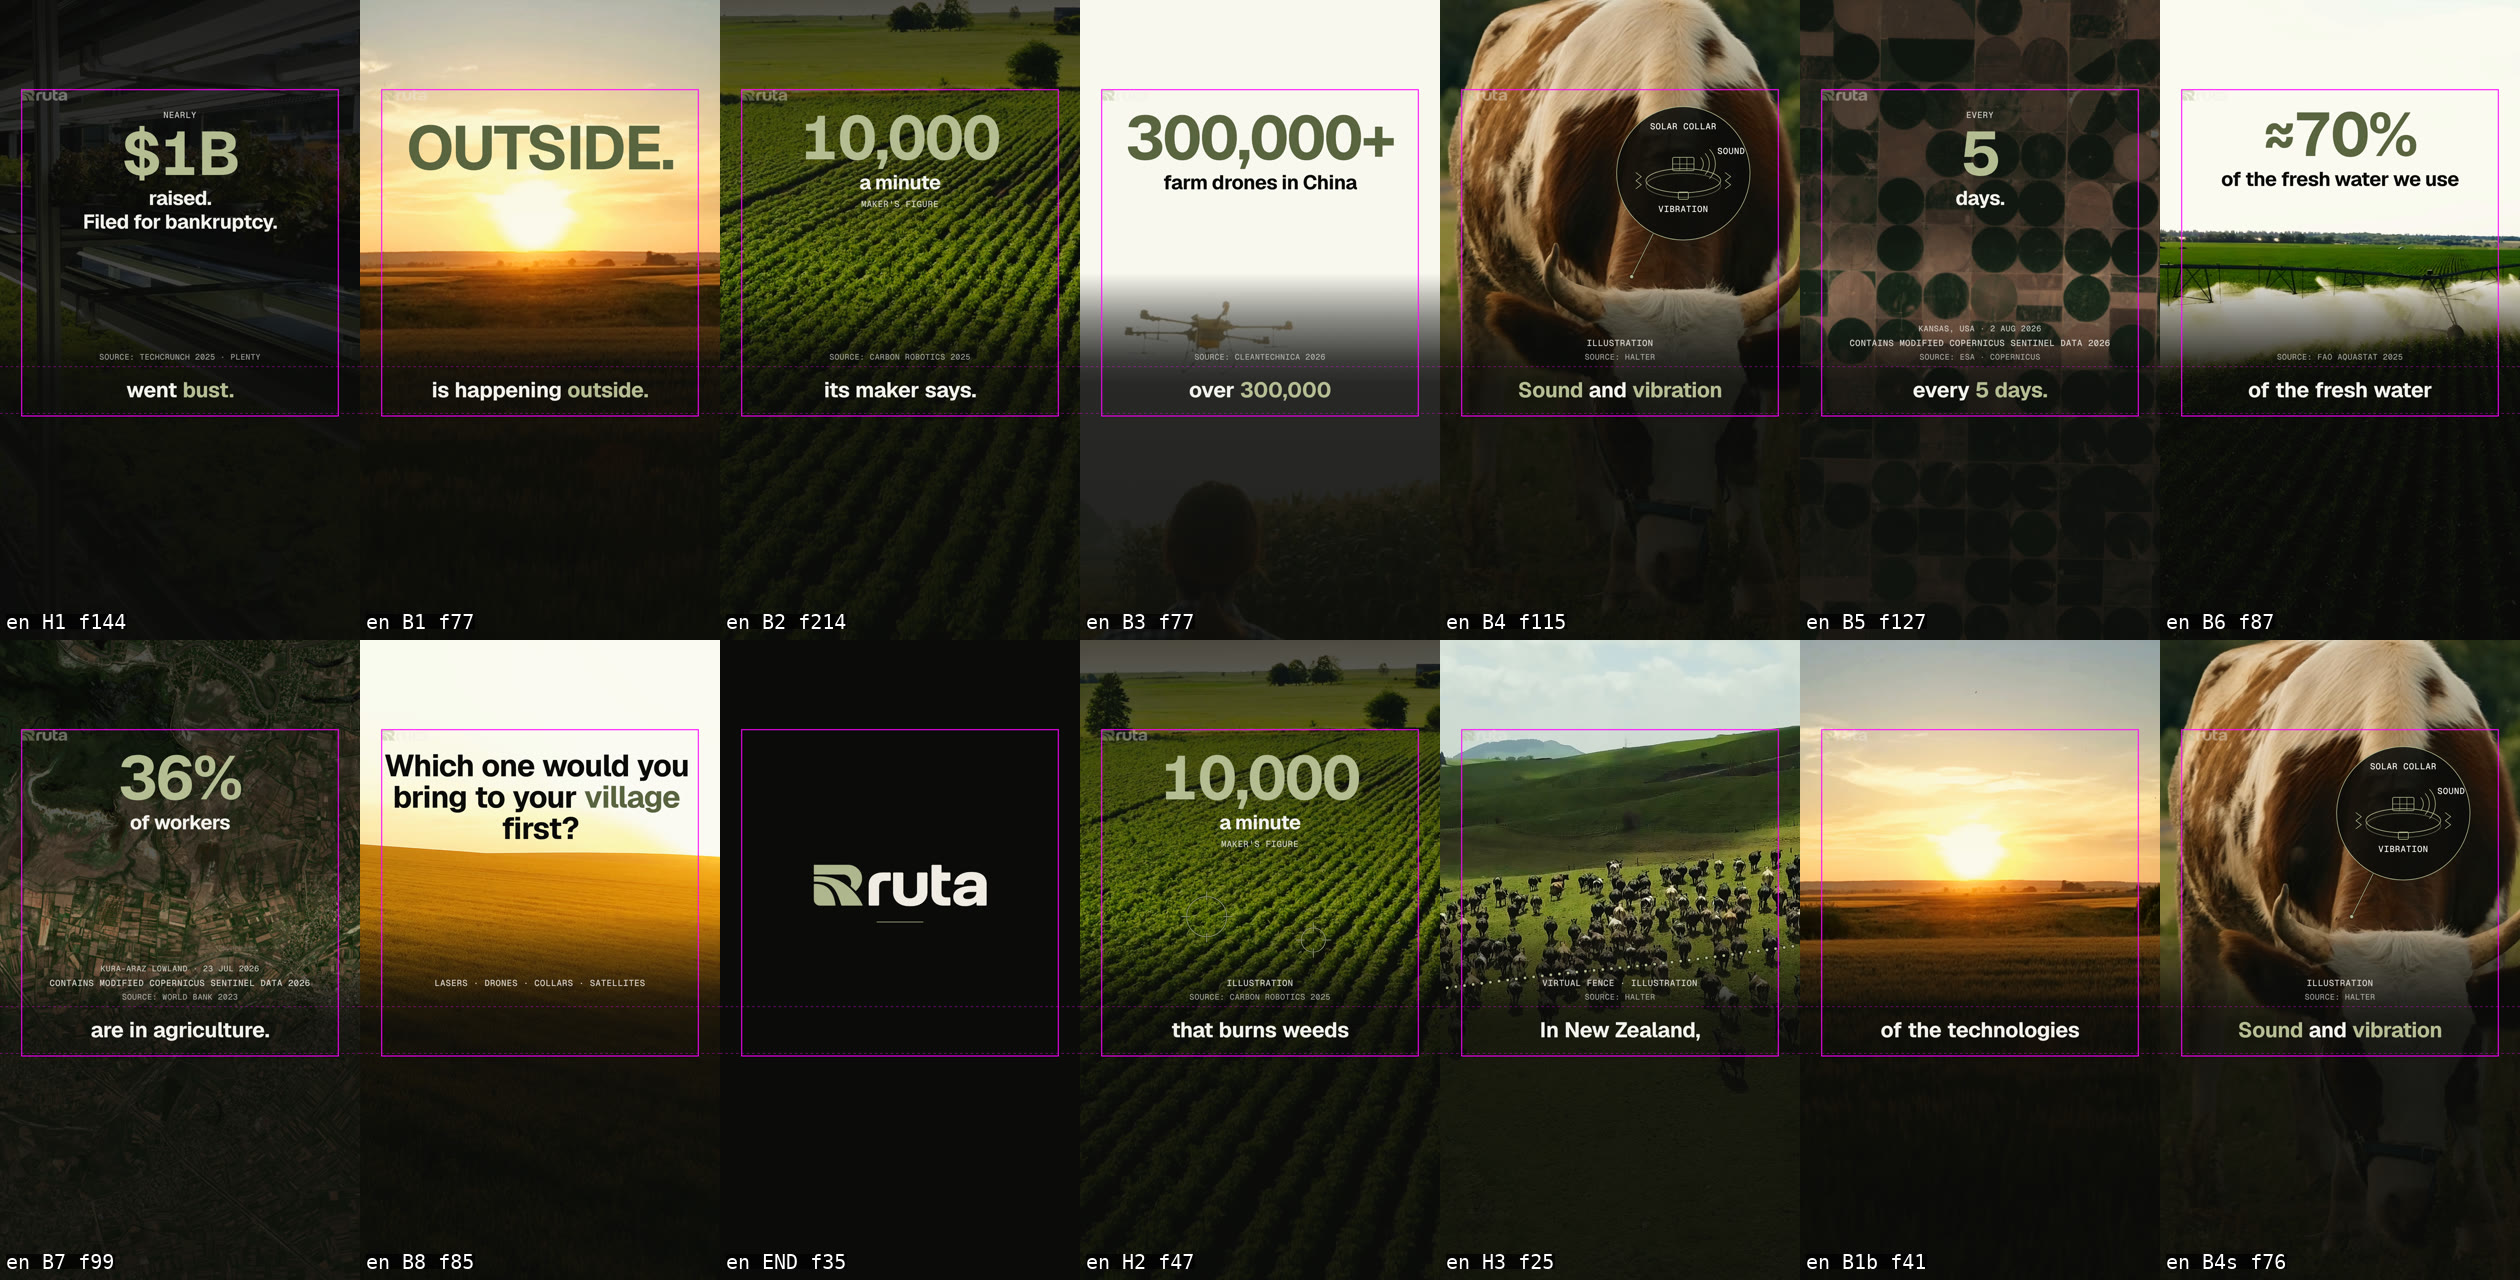 ruta
NEARLY
$1B
raised.
Filed for bankruptcy.
SOURCE: TECHCRUNCH 2025 · PLENTY
went bust.
en H1 f144
ruta
OUTSIDE.
is happening outside.
en B1 f77
ruta
10,000
a minute
MAKER'S FIGURE
SOURCE: CARBON ROBOTICS 2025
its maker says.
en B2 f214
300,000+
farm drones in China
SOURCE: CLEANTECHNICA 2026
over 300,000
en B3 f77
ruta
SOLAR COLLAR
SOUND
VIBRATION
ILLUSTRATION
SOURCE: HALTER
Sound and vibration
en B4 f115
ruta
EVERY
5
days.
KANSAS, USA · 2 AUG 2026
CONTAINS MODIFIED COPERNICUS SENTINEL DATA 2026
SOURCE: ESA · COPERNICUS
every 5 days.
en B5 f127
≈70%
of the fresh water we use
SOURCE: FAO AQUASTAT 2025
of the fresh water
en B6 f87
ruta
36%
of workers
KURA-ARAZ LOWLAND · 23 JUL 2026
CONTAINS MODIFIED COPERNICUS SENTINEL DATA 2026
SOURCE: WORLD BANK 2023
are in agriculture.
en B7 f99
Which one would you
bring to your village
first?
LASERS · DRONES · COLLARS · SATELLITES
en B8 f85
ruta
en END f35
ruta
10,000
a minute
MAKER'S FIGURE
ILLUSTRATION
SOURCE: CARBON ROBOTICS 2025
that burns weeds
en H2 f47
VIRTUAL FENCE · ILLUSTRATION
SOURCE: HALTER
In New Zealand,
en H3 f25
ruta
of the technologies
en B1b f41
ruta
SOLAR COLLAR
SOUND
VIBRATION
ILLUSTRATION
SOURCE: HALTER
Sound and vibration
en B4s f76